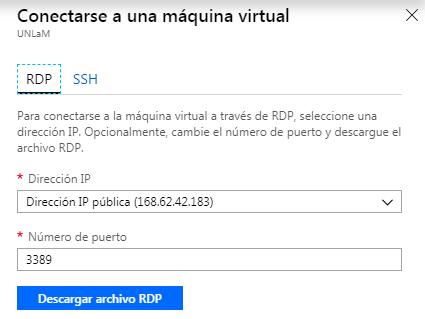 Conectarse a una máquina virtual
UNLaM
RDP SSH
Para conectarse a la máquina virtual a través de RDP, seleccione una
dirección IP. Opcionalmente, cambie el número de puerto y descargue el
archivo RDP.
* Dirección IP
Dirección IP pública (168.62.42.183)
* Número de puerto
3389
Descargar archivo RDP